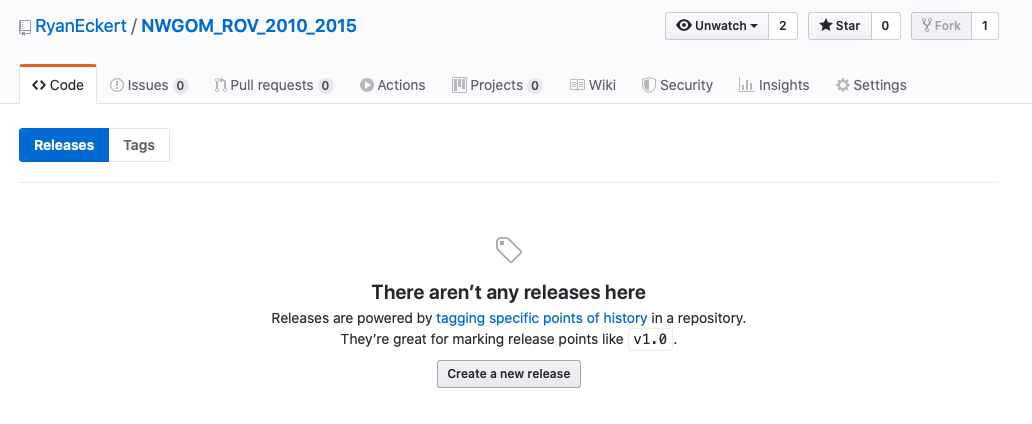 RyanEckert / NWGOM_ROV_2010_2015
Unwatch 2 Star 0 Fork 1
Code Issues 0 Pull requests 0 Actions Projects 0 Wiki Security Insights Settings
Releases Tags
There aren’t any releases here
Releases are powered by tagging specific points of history in a repository.
They’re great for marking release points like v1.0.
Create a new release